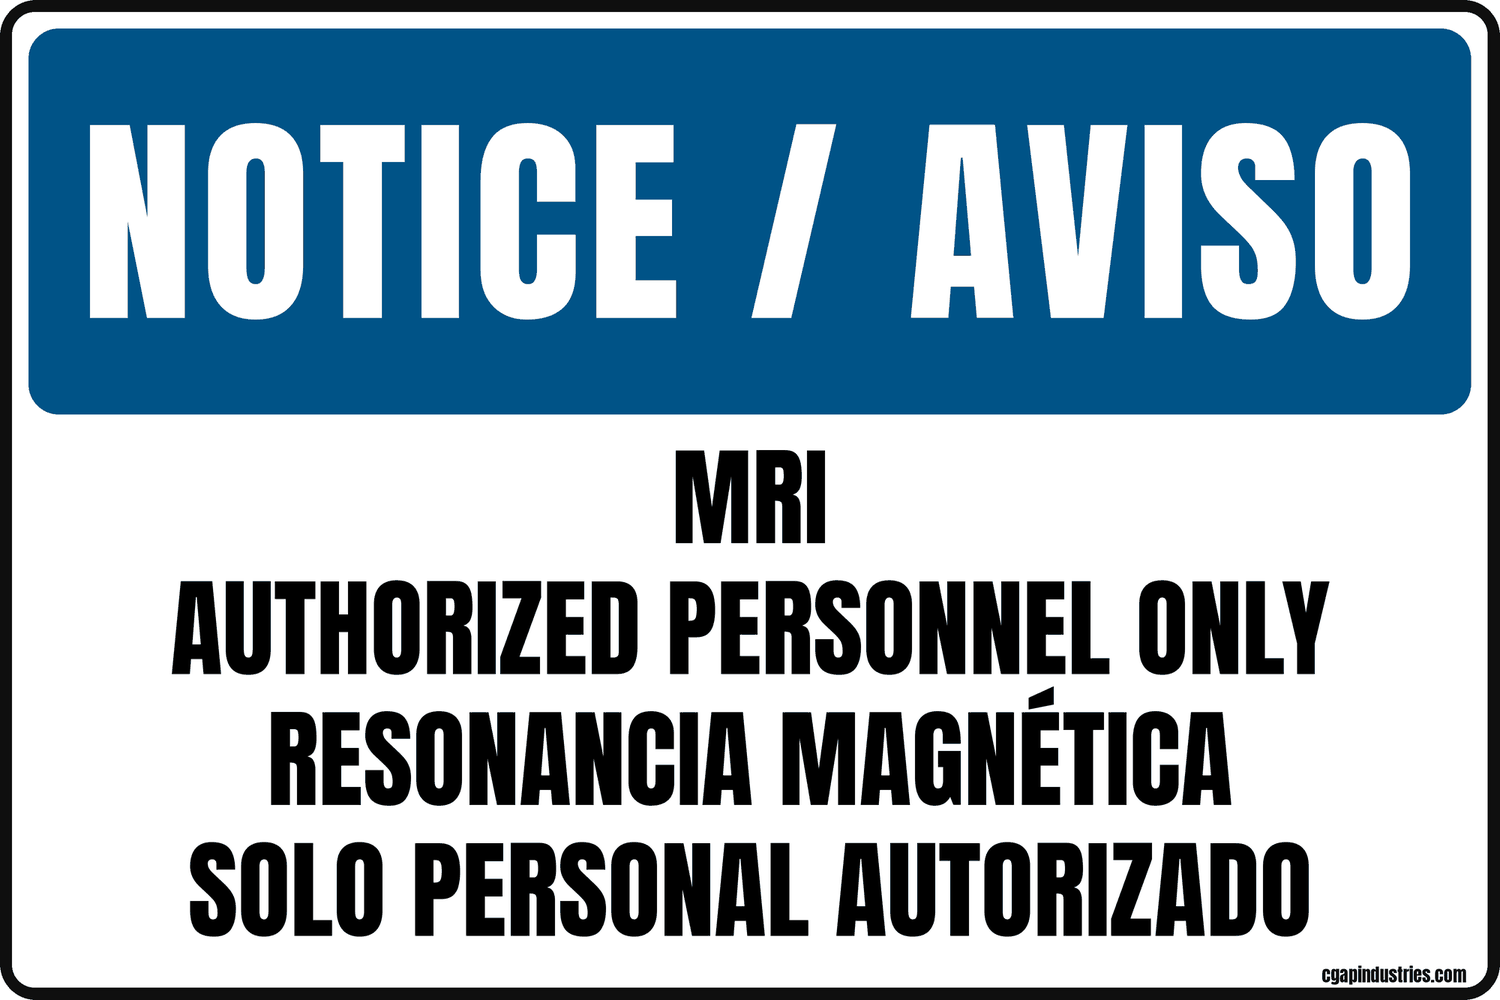 NOTICE / AVISO
MRI
AUTHORIZED PERSONNEL ONLY
RESONANCIA MAGNÉTICA
SOLO PERSONAL AUTORIZADO
cgapindustries.com